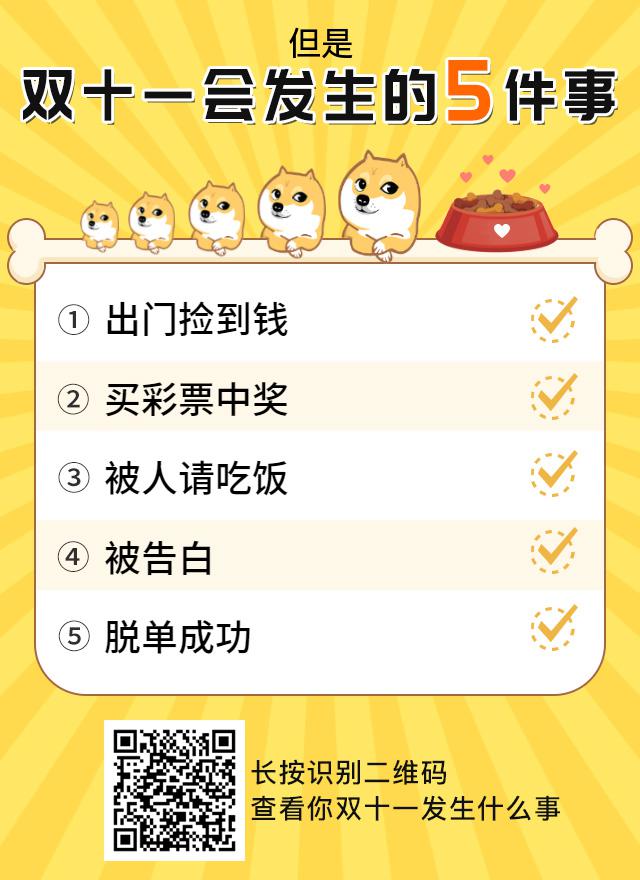 但是
双十一会发生的5件事
① 出门捡到钱
② 买彩票中奖
③ 被人请吃饭
④ 被告白
⑤ 脱单成功
长按识别二维码
查看你双十一发生什么事